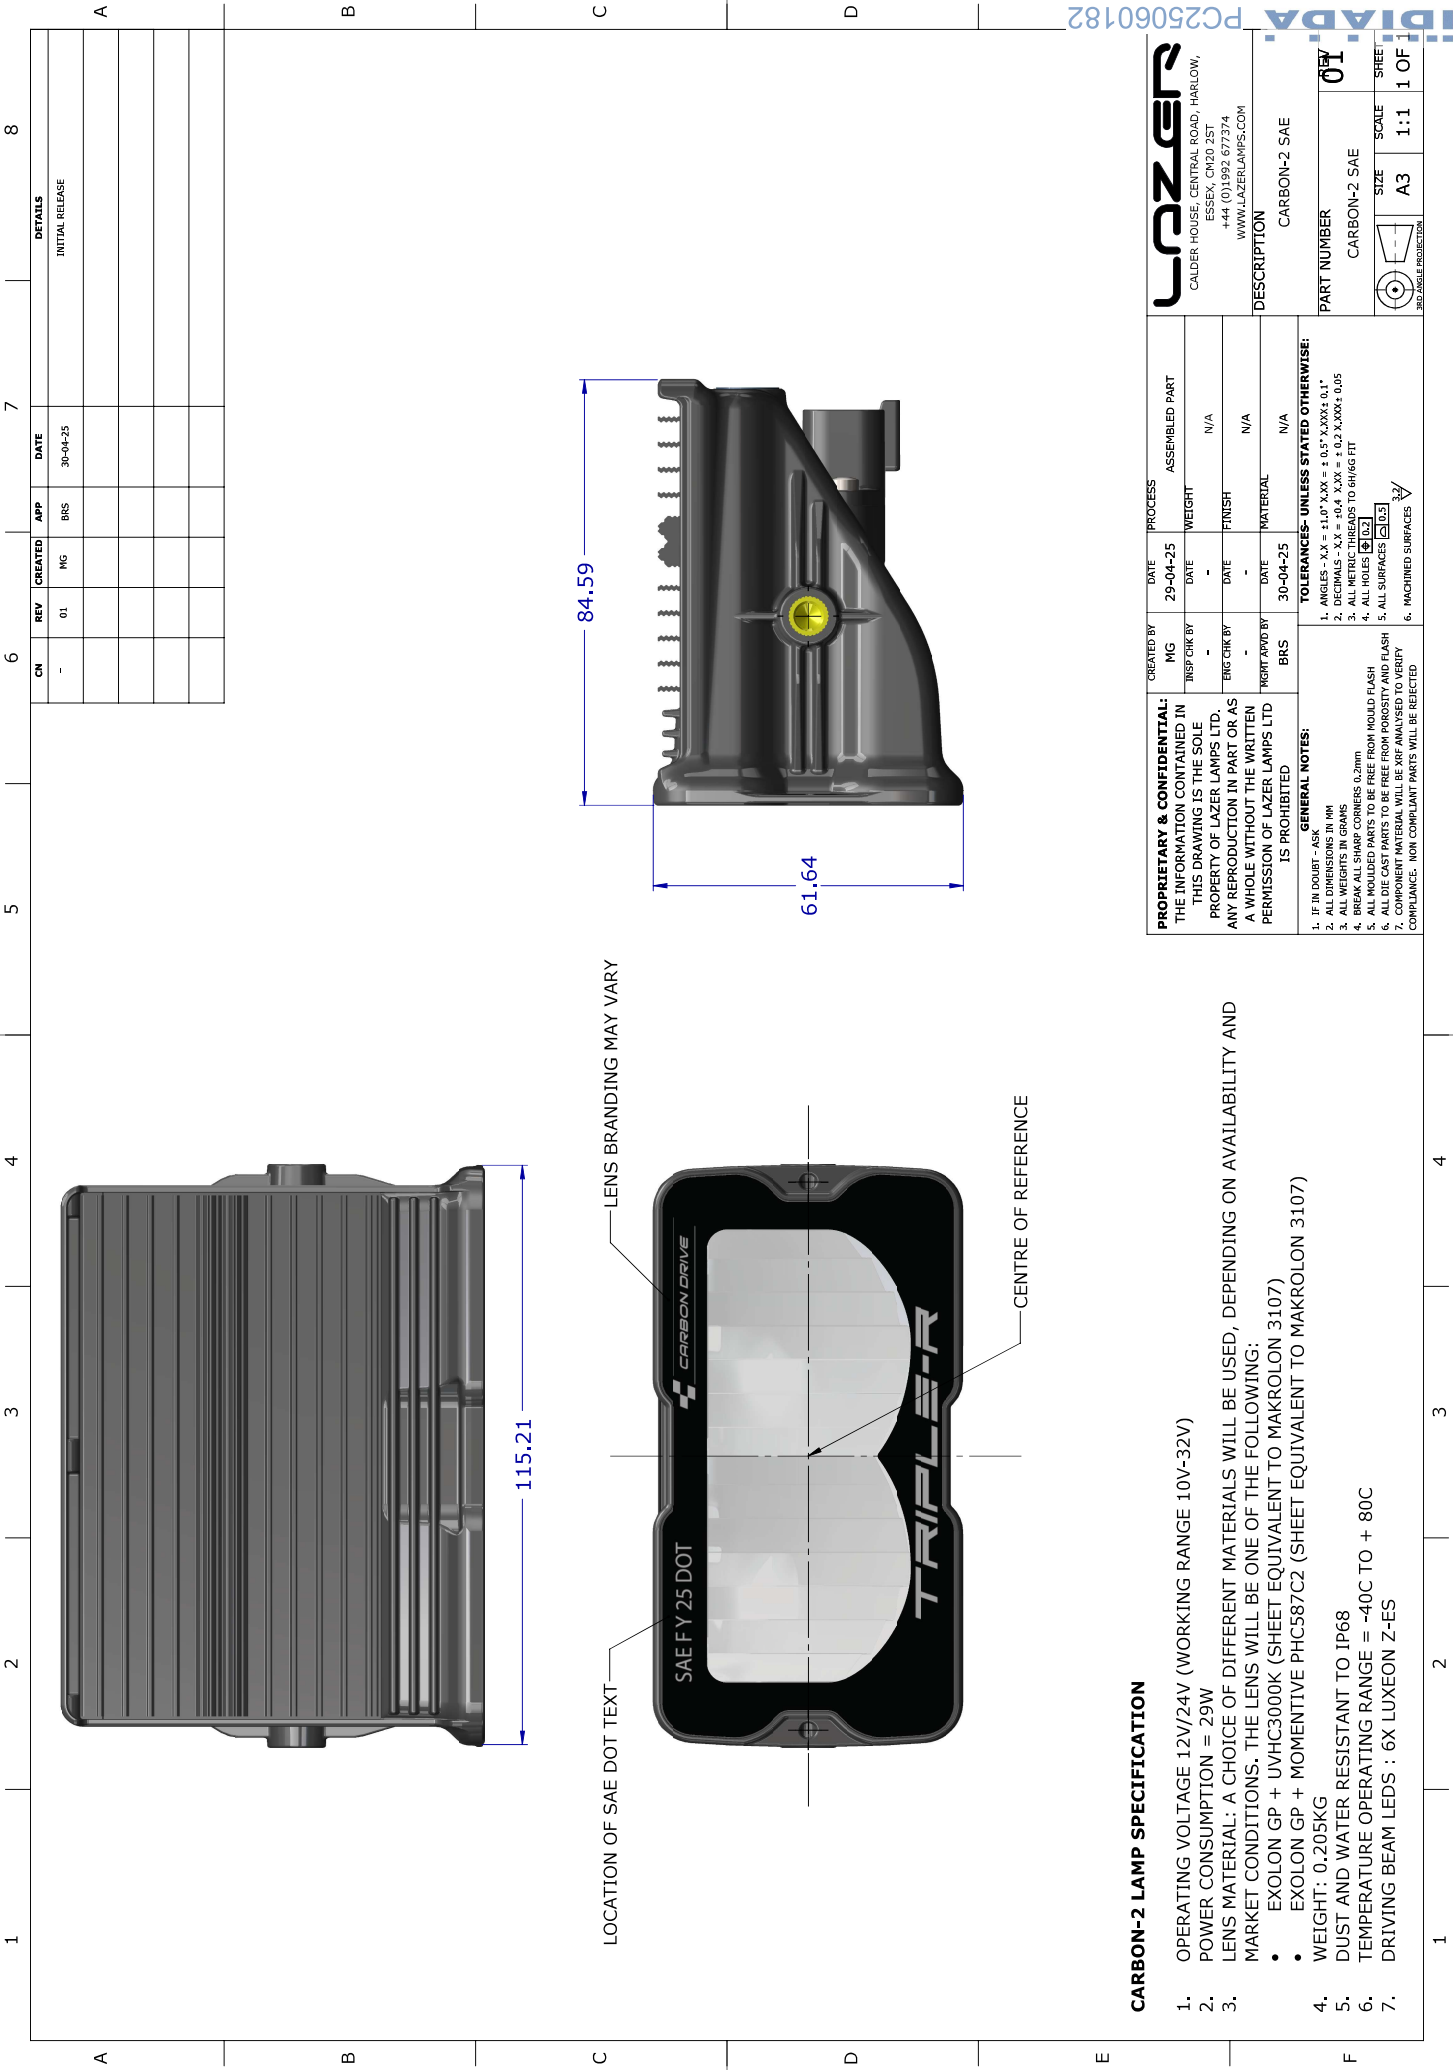 1 2 3 4 5 6 7 8
A
B
C
D
E
F
CN REV CREATED APP DATE DETAILS
- 01 MG BRS 30-04-25 INITIAL RELEASE
115.21
84.59
61.64
LOCATION OF SAE DOT TEXT
LENS BRANDING MAY VARY
SAE F Y 25 DOT
CARBON DRIVE
TRIPLE-R
CENTRE OF REFERENCE
CARBON-2 LAMP SPECIFICATION
1. OPERATING VOLTAGE 12V/24V (WORKING RANGE 10V-32V)
2. POWER CONSUMPTION = 29W
3. LENS MATERIAL: A CHOICE OF DIFFERENT MATERIALS WILL BE USED, DEPENDING ON AVAILABILITY AND
MARKET CONDITIONS. THE LENS WILL BE ONE OF THE FOLLOWING:
• EXOLON GP + UVHC3000K (SHEET EQUIVALENT TO MAKROLON 3107)
• EXOLON GP + MOMENTIVE PHC587C2 (SHEET EQUIVALENT TO MAKROLON 3107)
4. WEIGHT: 0.205KG
5. DUST AND WATER RESISTANT TO IP68
6. TEMPERATURE OPERATING RANGE = -40C TO + 80C
7. DRIVING BEAM LEDS : 6X LUXEON Z-ES
PROPRIETARY & CONFIDENTIAL:
THE INFORMATION CONTAINED IN
THIS DRAWING IS THE SOLE
PROPERTY OF LAZER LAMPS LTD.
ANY REPRODUCTION IN PART OR AS
A WHOLE WITHOUT THE WRITTEN
PERMISSION OF LAZER LAMPS LTD
IS PROHIBITED
CREATED BY DATE PROCESS
MG 29-04-25 ASSEMBLED PART
INSP CHK BY DATE WEIGHT
- - N/A
ENG CHK BY DATE FINISH
- - N/A
MGMT APVD BY DATE MATERIAL
BRS 30-04-25 N/A
GENERAL NOTES:
1. IF IN DOUBT - ASK
2. ALL DIMENSIONS IN MM
3. ALL WEIGHTS IN GRAMS
4. BREAK ALL SHARP CORNERS 0.2mm
5. ALL MOULDED PARTS TO BE FREE FROM MOULD FLASH
6. ALL DIE CAST PARTS TO BE FREE FROM POROSITY AND FLASH
7. COMPONENT MATERIAL WILL BE XRF ANALYSED TO VERIFY
COMPLIANCE. NON COMPLIANT PARTS WILL BE REJECTED
TOLERANCES- UNLESS STATED OTHERWISE:
1. ANGLES - X.X = ±1.0° X.XX = ± 0.5° X.XXX± 0.1°
2. DECIMALS - X.X = ±0.4 X.XX = ± 0.2 X.XXX± 0.05
3. ALL METRIC THREADS TO 6H/6G FIT
4. ALL HOLES ⌖ 0.2
5. ALL SURFACES ⌓ 0.5
6. MACHINED SURFACES 3.2
LAZER
CALDER HOUSE, CENTRAL ROAD, HARLOW,
ESSEX, CM20 2ST
+44 (0)1992 677374
WWW.LAZERLAMPS.COM
DESCRIPTION
CARBON-2 SAE
PART NUMBER REV
CARBON-2 SAE 01
3RD ANGLE PROJECTION
SIZE SCALE SHEET
A3 1:1 1 OF 1
A
B
C
D
1 2 3 4
IDIADA PC25060182